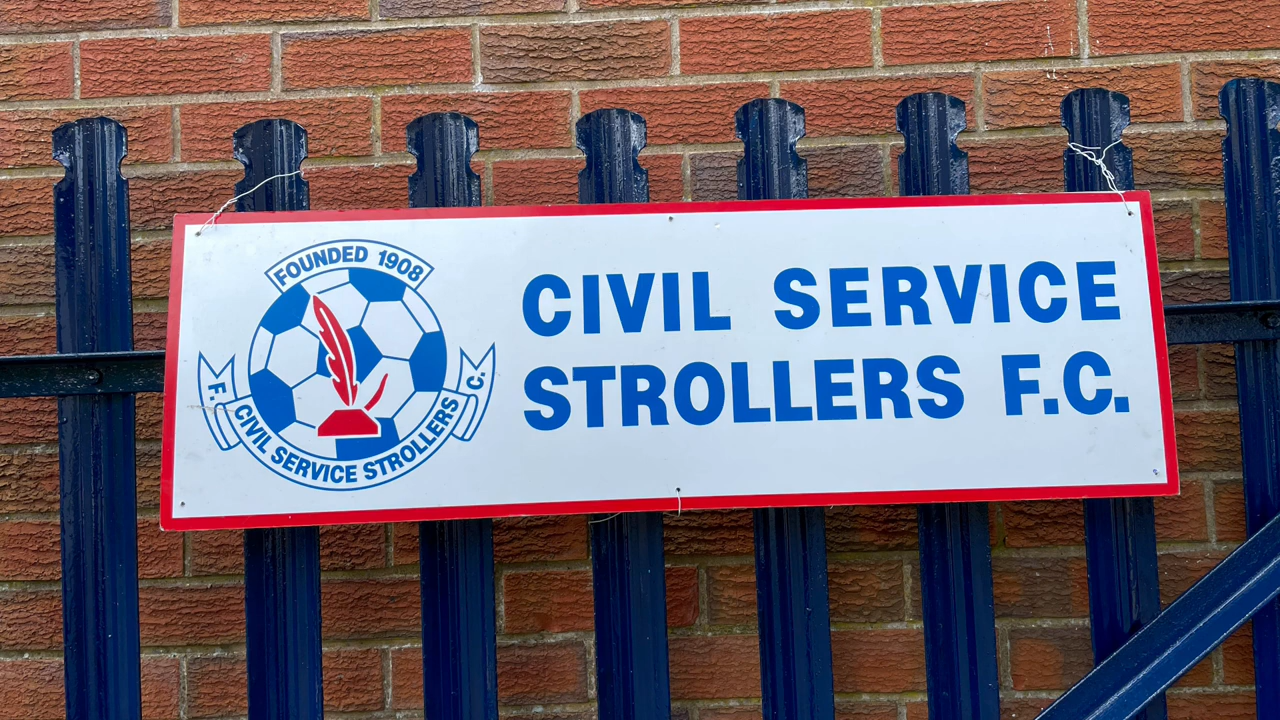 FOUNDED 1908
F. CIVIL SERVICE STROLLERS C.
CIVIL SERVICE
STROLLERS F.C.